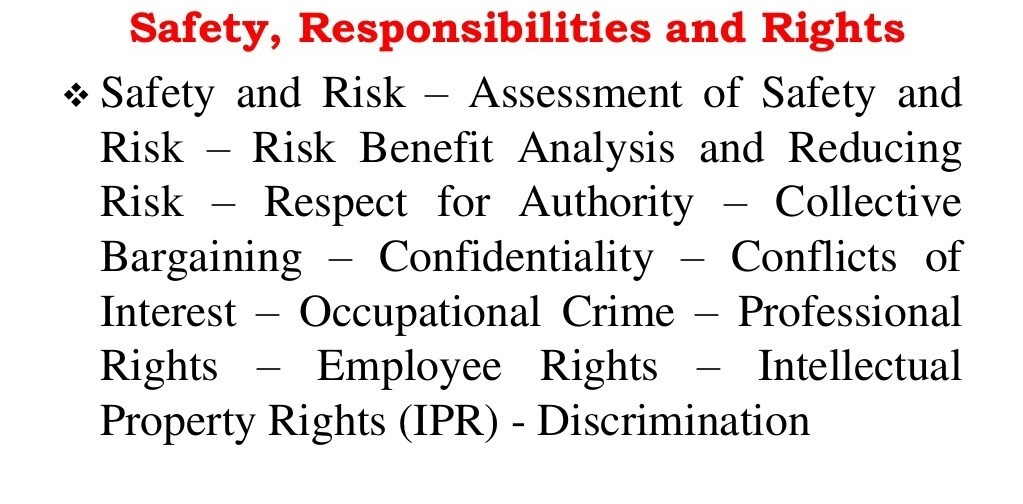 Safety, Responsibilities and Rights
❖ Safety and Risk – Assessment of Safety and
Risk – Risk Benefit Analysis and Reducing
Risk – Respect for Authority – Collective
Bargaining – Confidentiality – Conflicts of
Interest – Occupational Crime – Professional
Rights – Employee Rights – Intellectual
Property Rights (IPR) - Discrimination